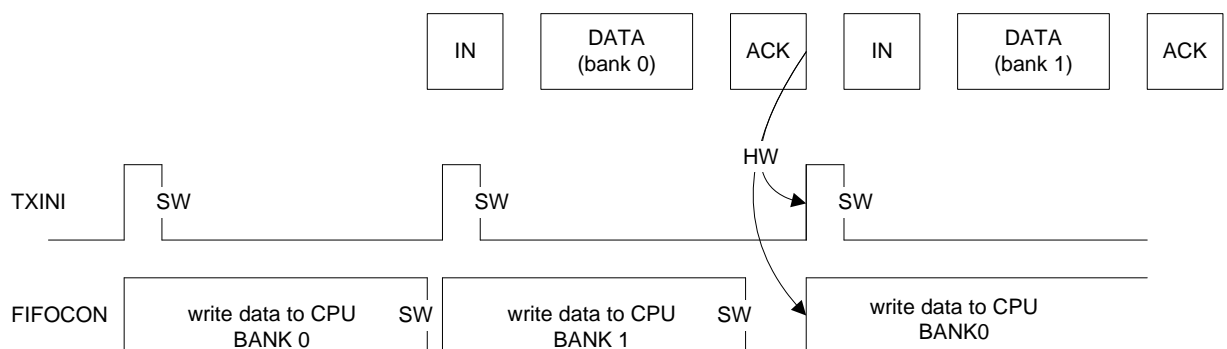 IN
DATA
(bank 0)
ACK
IN
DATA
(bank 1)
ACK
HW
TXINI
SW
SW
SW
FIFOCON
write data to CPU
BANK 0
SW
write data to CPU
BANK 1
SW
write data to CPU
BANK0